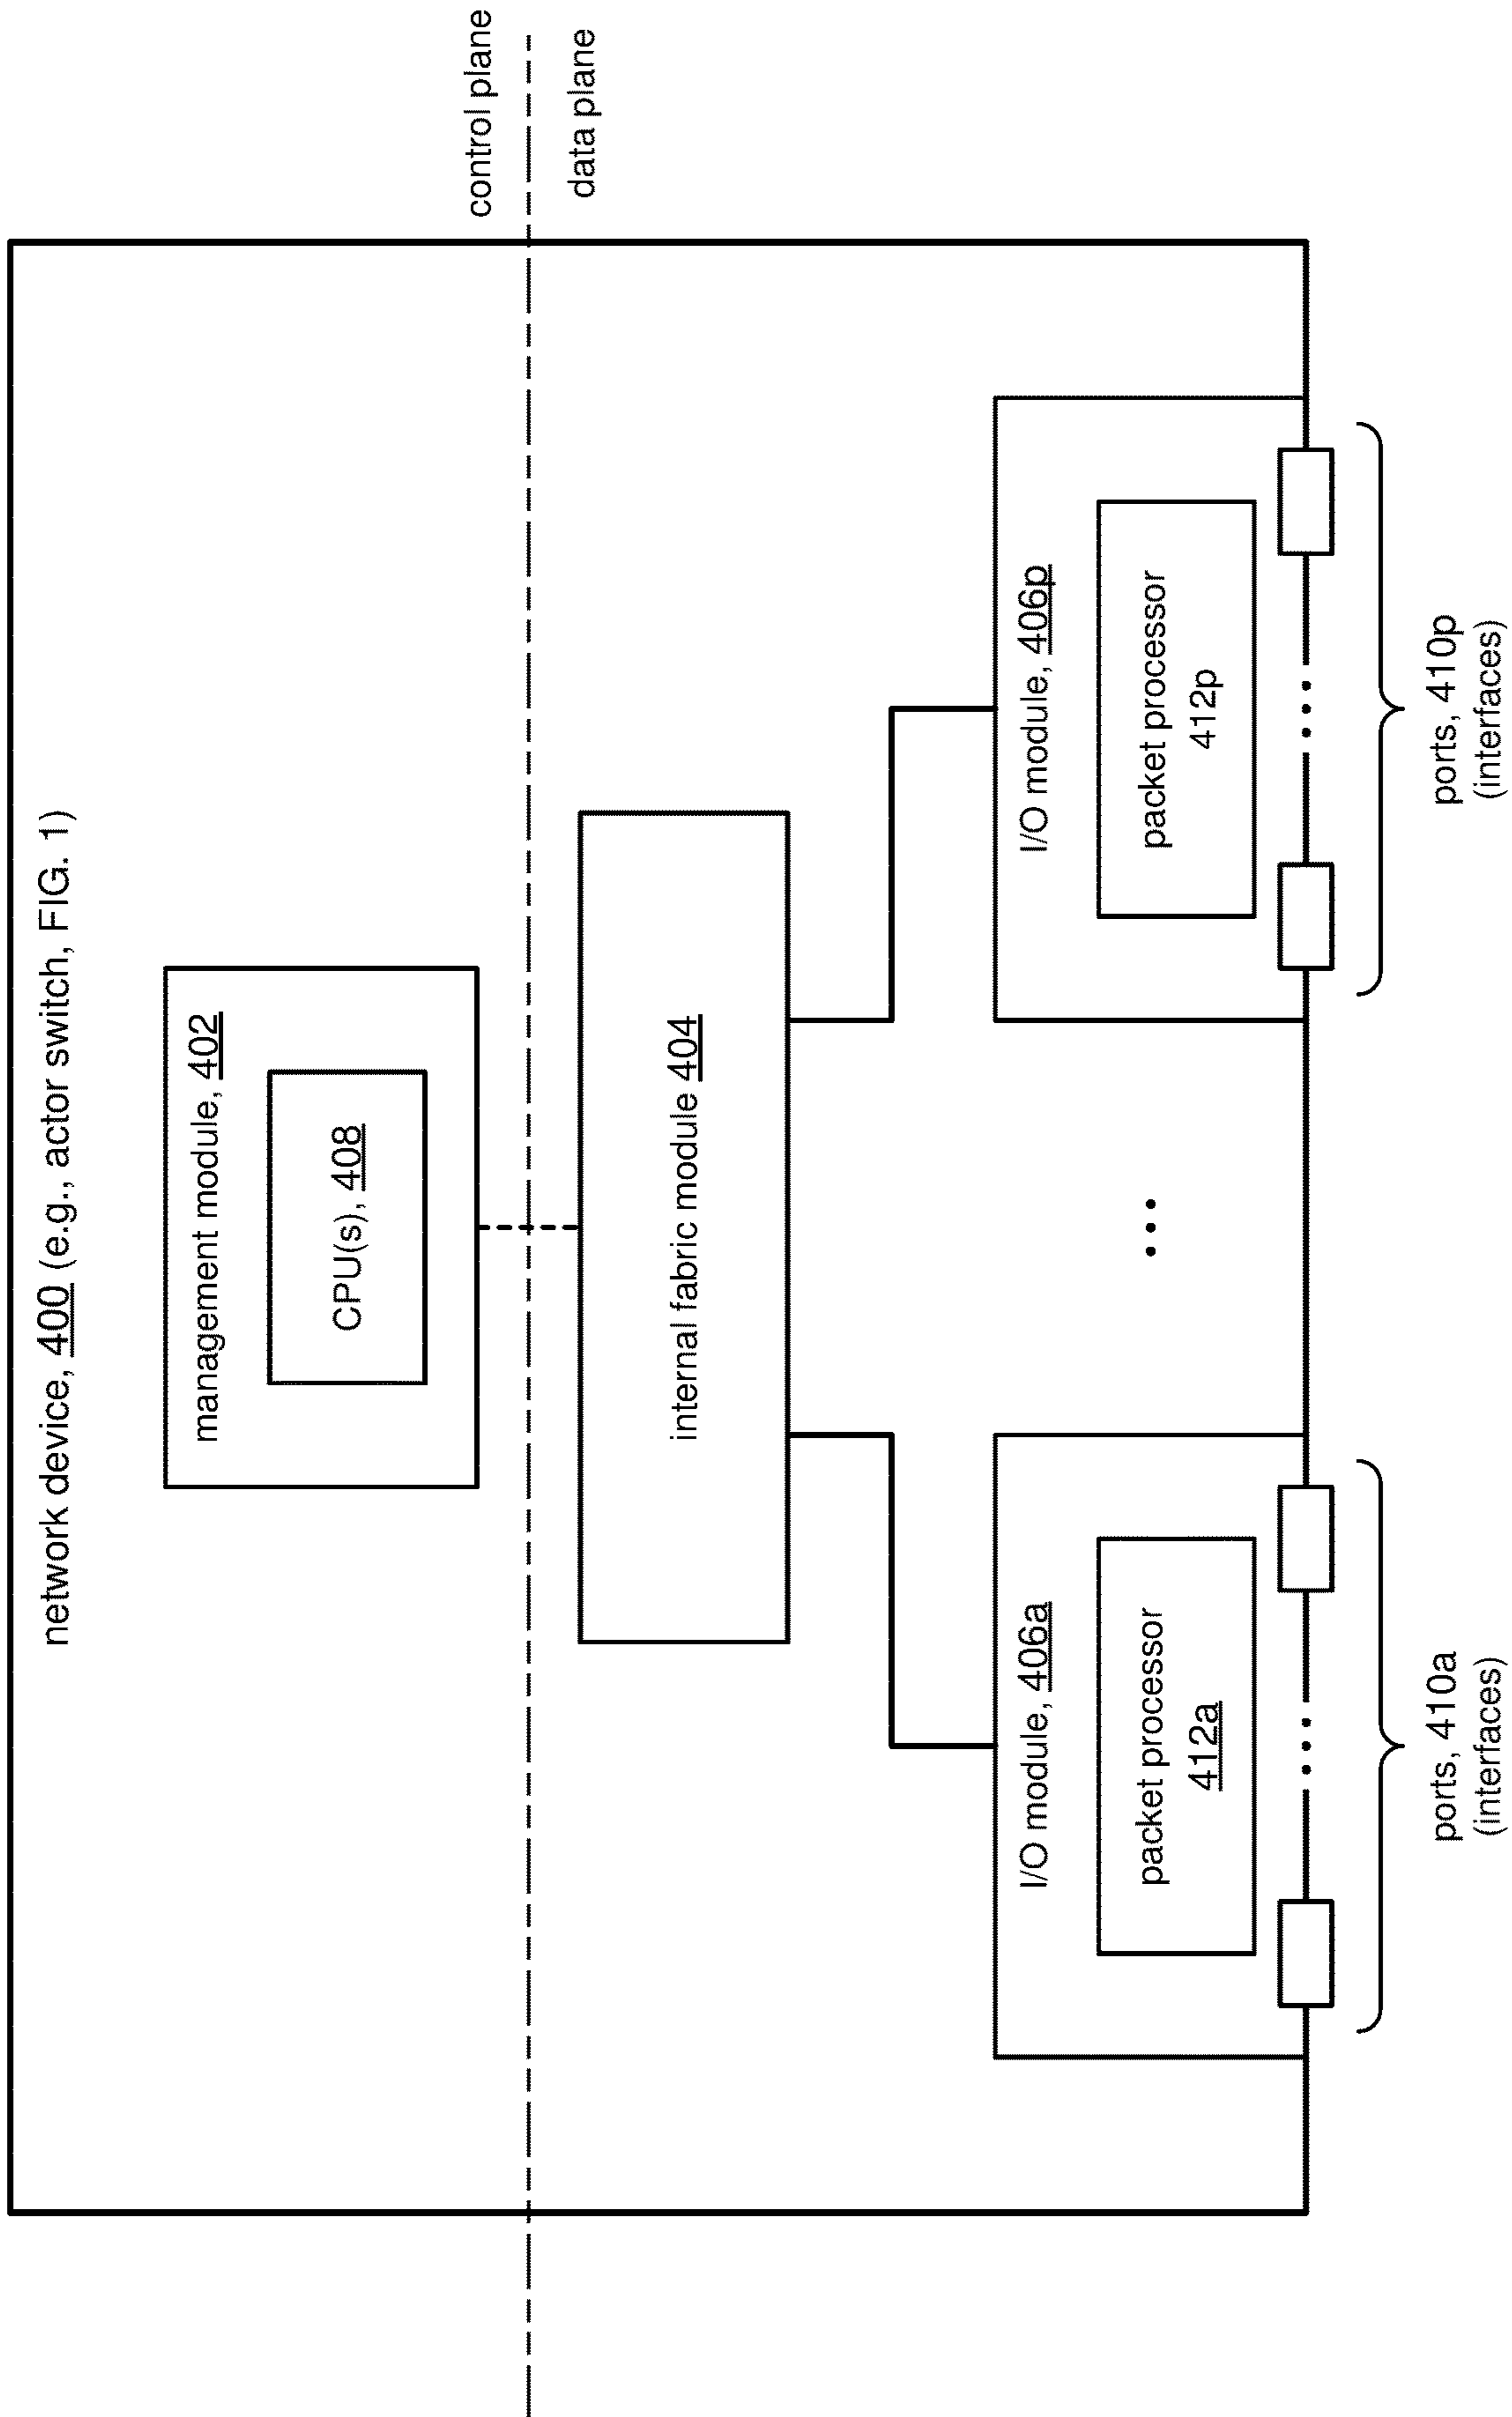 network device, 400 (e.g., actor switch, FIG. 1)
management module, 402
CPU(s), 408
control plane
data plane
internal fabric module 404
I/O module, 406a
packet processor
412a
...
I/O module, 406p
packet processor
412p
ports, 410a
(interfaces)
ports, 410p
(interfaces)